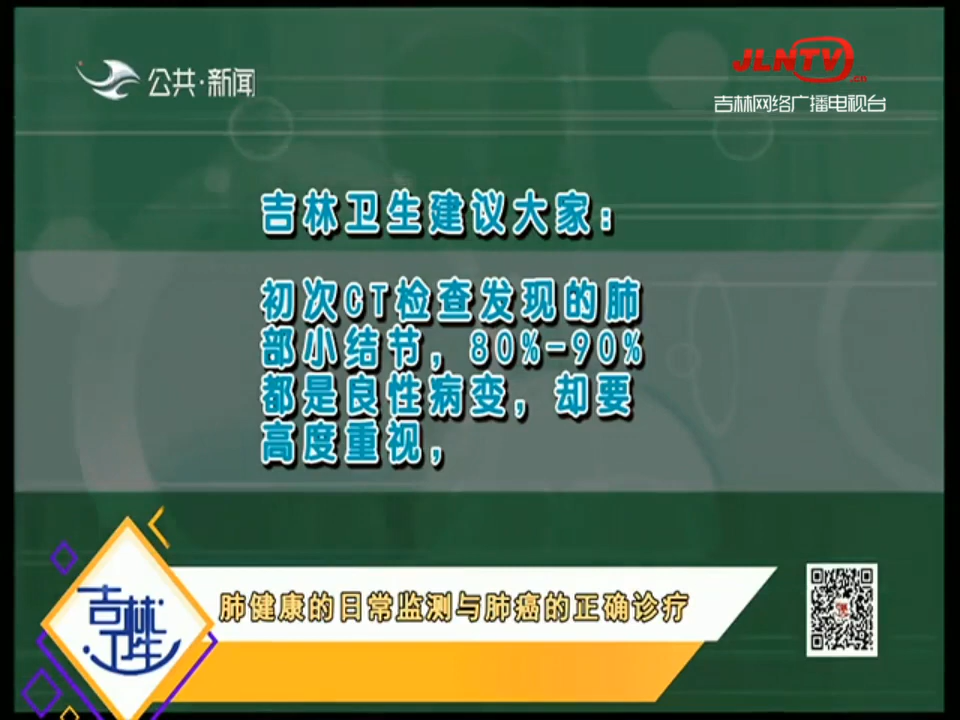 公共·新闻
JLNTV.cn
吉林网络广播电视台
吉林卫生建议大家：
初次CT检查发现的肺
部小结节，80%-90%
都是良性病变，却要
高度重视，
吉林
卫生
肺健康的日常监测与肺癌的正确诊疗